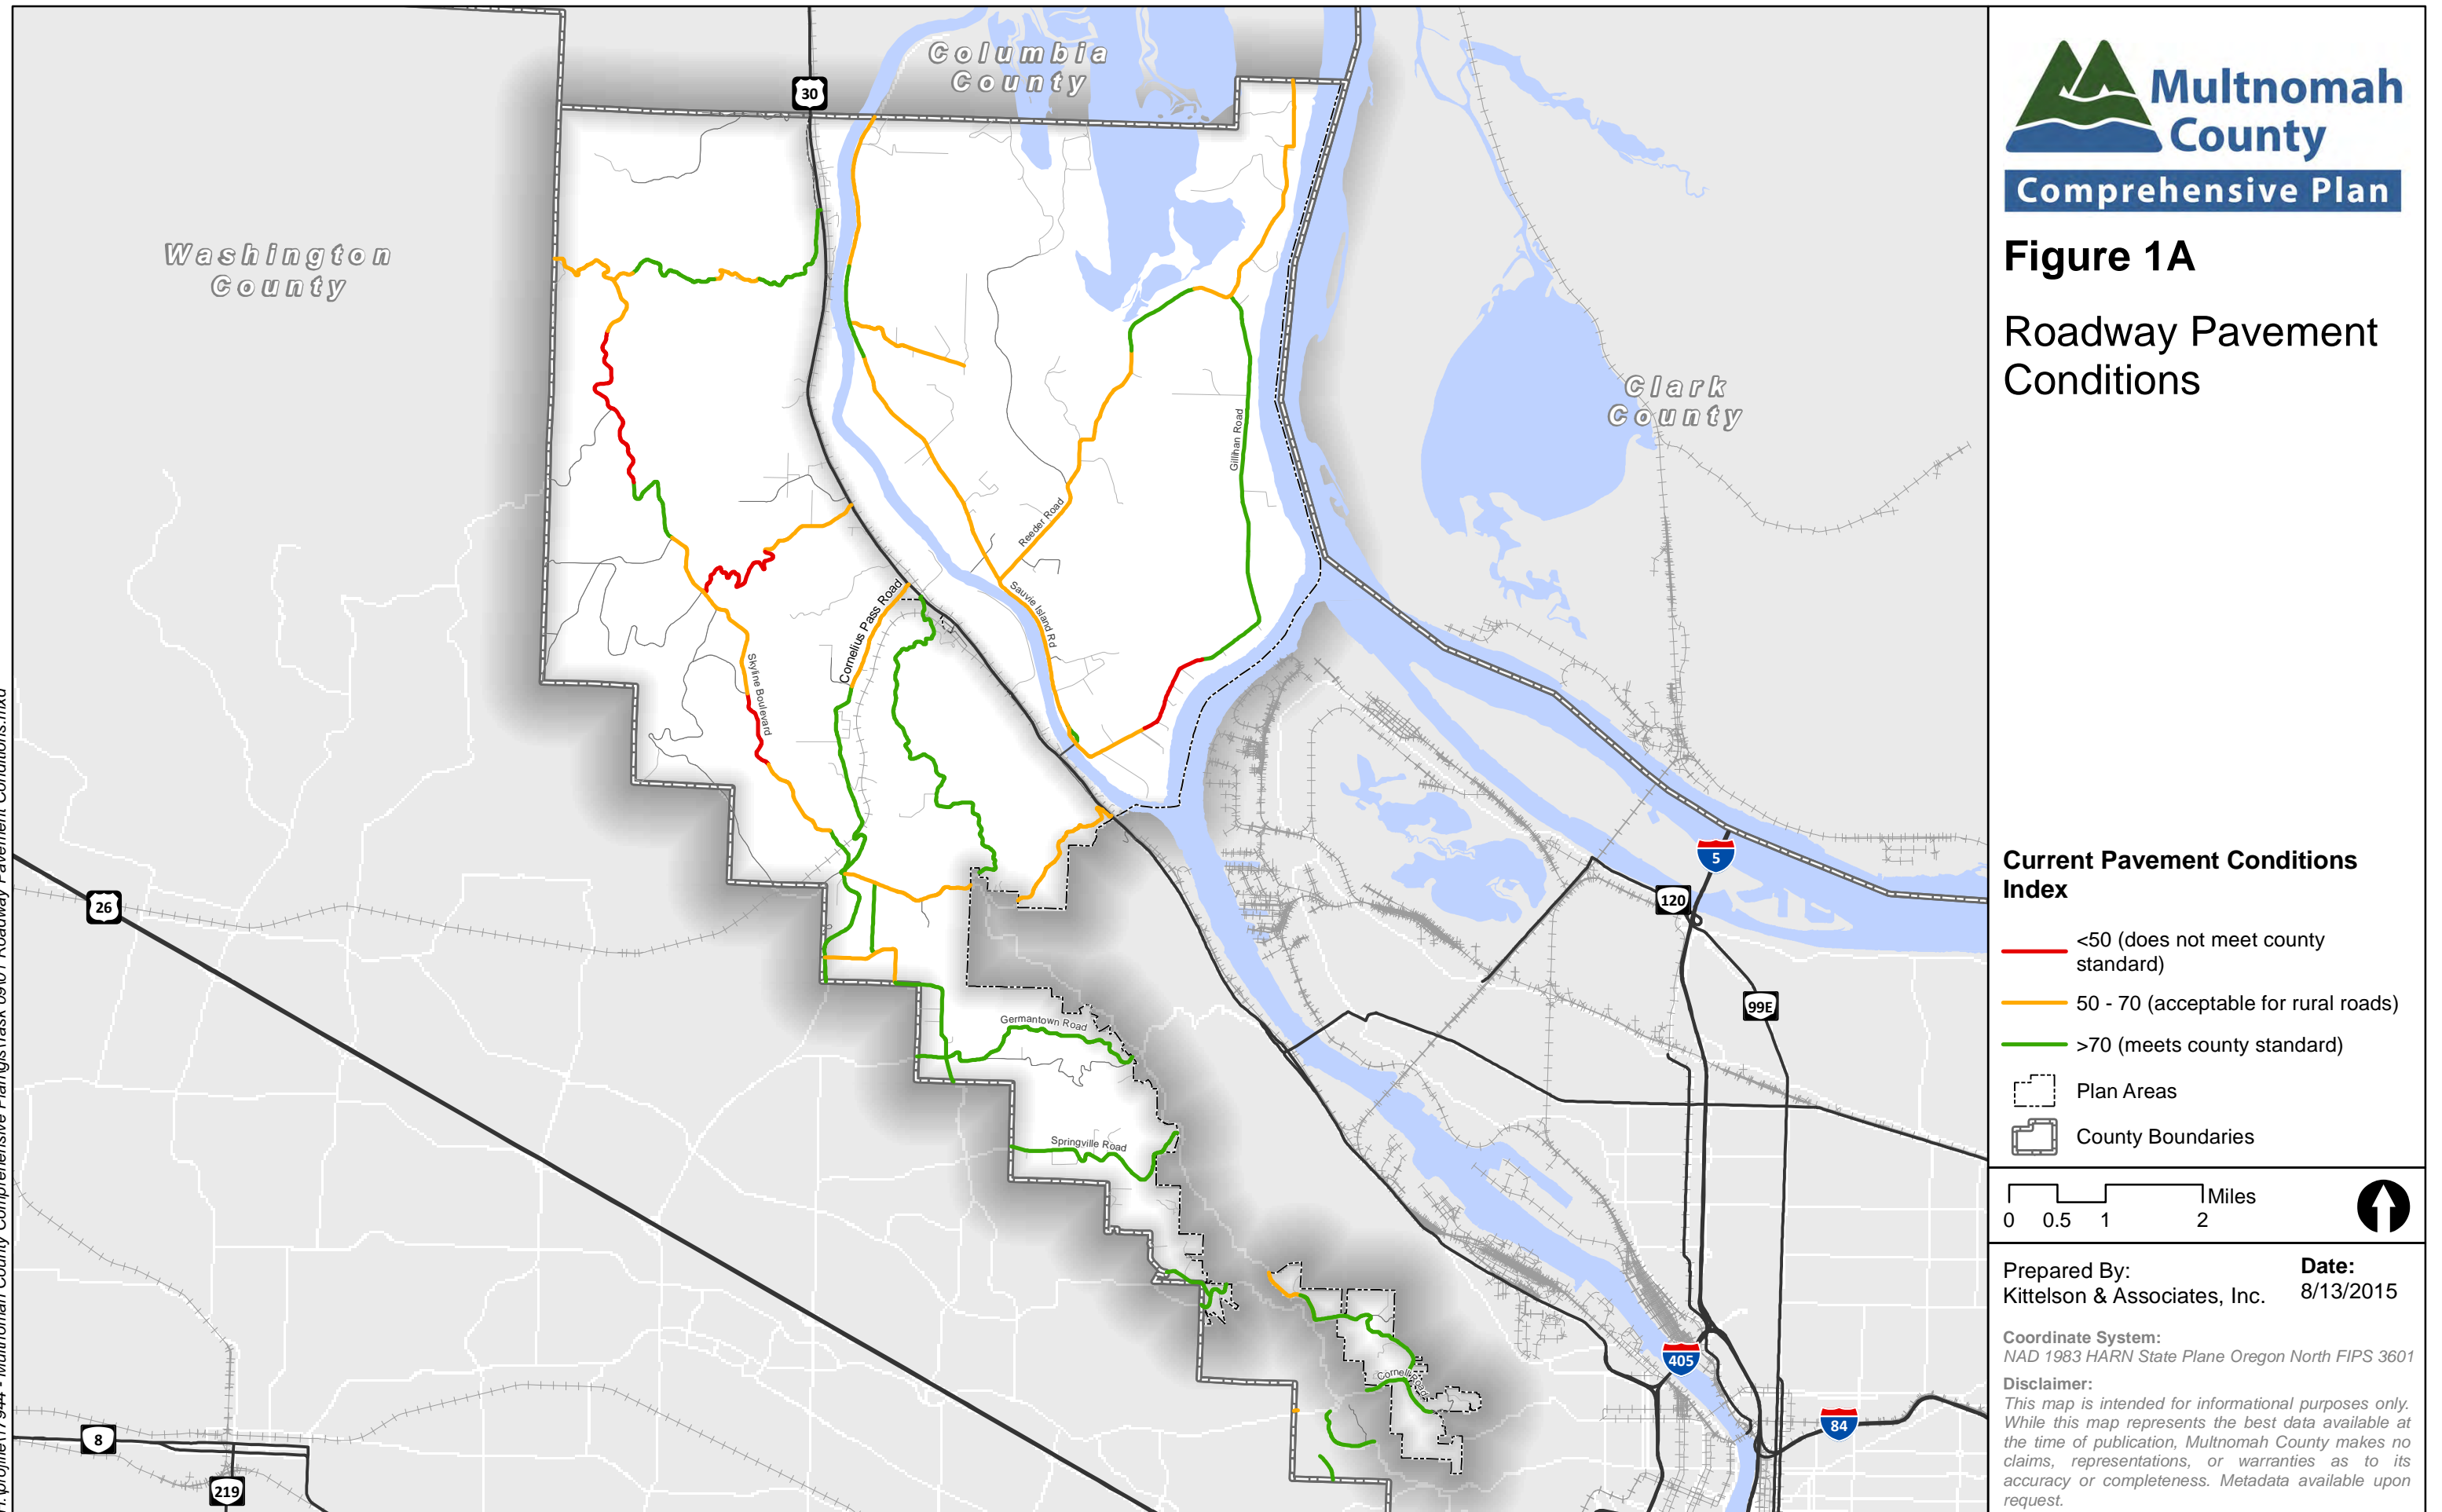 Columbia
County
30
Washington
County
Clark
County
Gillihan Road
Reeder Road
Sauvie Island Rd
Cornelius Pass Road
Skyline Boulevard
5
120
26
99E
Germantown Road
Springville Road
Cornell Road
405
84
8
219
Multnomah
County
Comprehensive Plan
Figure 1A
Roadway Pavement
Conditions
Current Pavement Conditions
Index
<50 (does not meet county
standard)
50 - 70 (acceptable for rural roads)
>70 (meets county standard)
Plan Areas
County Boundaries
Miles
0 0.5 1 2
Prepared By:
Kittelson & Associates, Inc.
Date:
8/13/2015
Coordinate System:
NAD 1983 HARN State Plane Oregon North FIPS 3601
Disclaimer:
This map is intended for informational purposes only.
While this map represents the best data available at
the time of publication, Multnomah County makes no
claims, representations, or warranties as to its
accuracy or completeness. Metadata available upon
request.